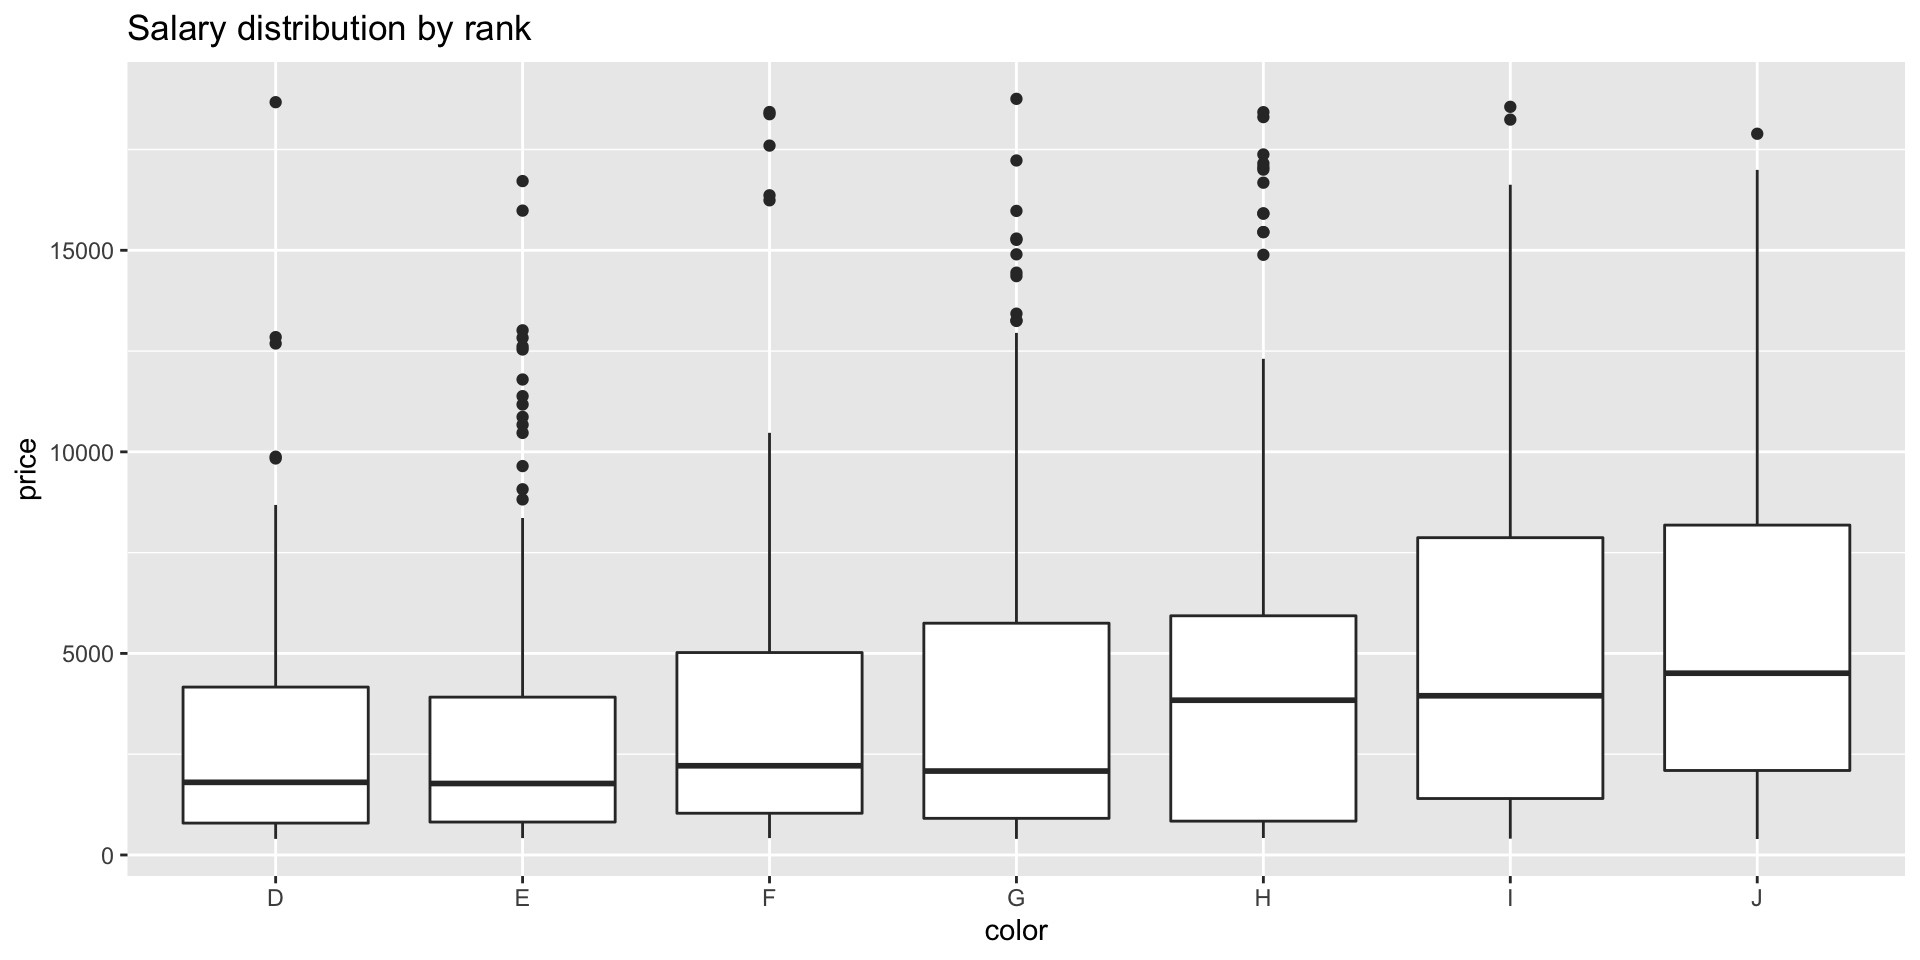 Salary distribution by rank
price
15000
10000
5000
0
D E F G H I J
color